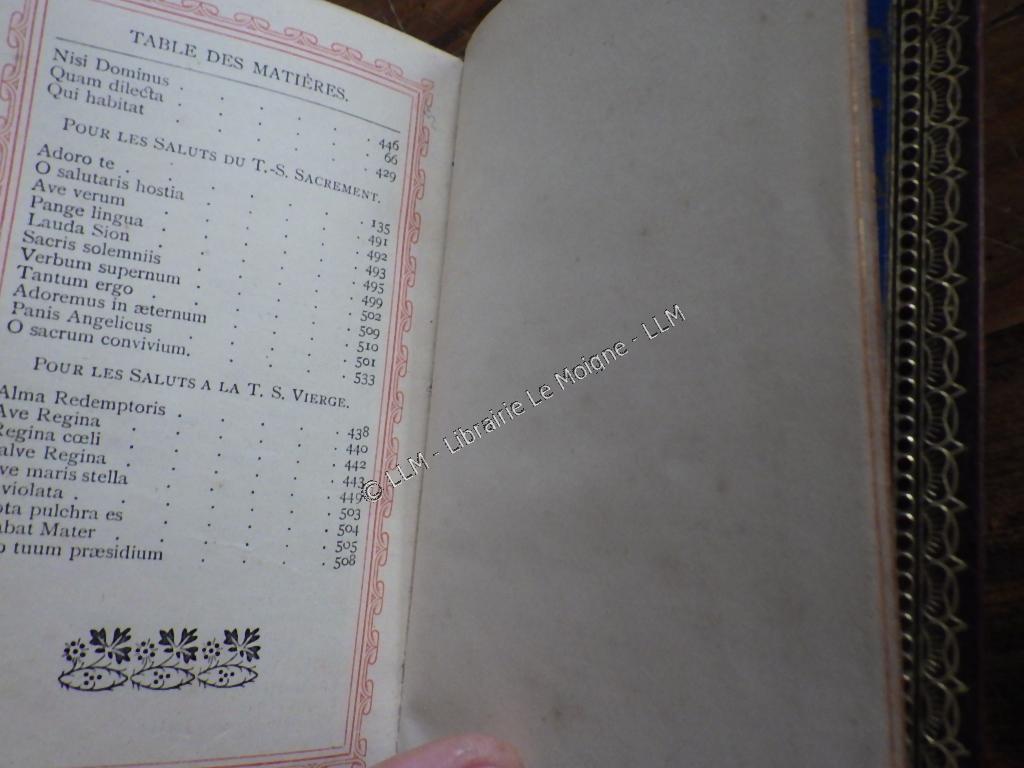 TABLE DES MATIÈRES.
Nisi Dominus . . . . . . 446
Quam dilecta . . . . . . 66
Qui habitat . . . . . . 429
POUR LES SALUTS DU T.-S. SACREMENT.
Adoro te . . . . . . 135
O salutaris hostia . . . . . 491
Ave verum . . . . . . 492
Pange lingua . . . . . . 493
Lauda Sion . . . . . . 495
Sacris solemniis . . . . . 499
Verbum supernum . . . . . 502
Tantum ergo . . . . . . 509
Adoremus in æternum . . . . 510
Panis Angelicus . . . . . 501
O sacrum convivium. . . . . 533
POUR LES SALUTS A LA T. S. VIERGE.
Alma Redemptoris . . . . . 438
Ave Regina . . . . . . 440
Regina cœli . . . . . . 442
alve Regina . . . . . . 443
ve maris stella . . . . . 449
violata . . . . . . 503
ota pulchra es . . . . . 504
abat Mater . . . . . . 505
o tuum præsidium . . . . . 508
© LLM - Librairie Le Moigne - LLM